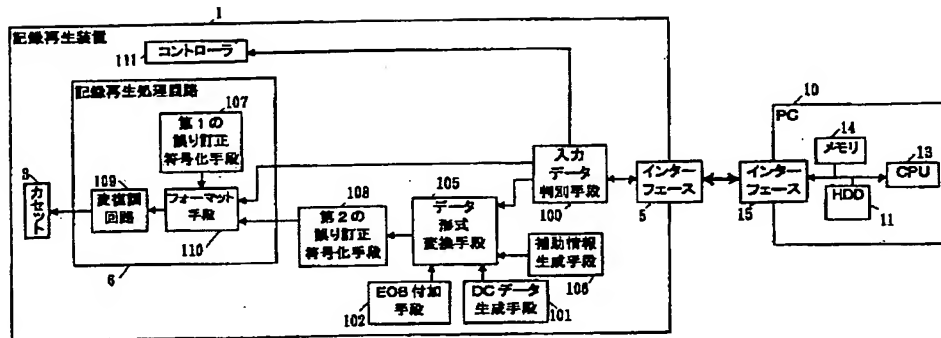 1
記録再生装置
111
コントローラ
記録再生処理回路
107
第1の
誤り訂正
符号化手段
109
変復調
回路
フォーマット
手段
110
6
カセット
108
第2の
誤り訂正
符号化手段
105
データ
形式
変換手段
入力
データ
判別手段
100
補助情報
生成手段
106
EOB付加
手段
102
DCデータ
生成手段
101
インター
フェース
5
インター
フェース
15
10
PC
14
メモリ
13
CPU
HDD
11